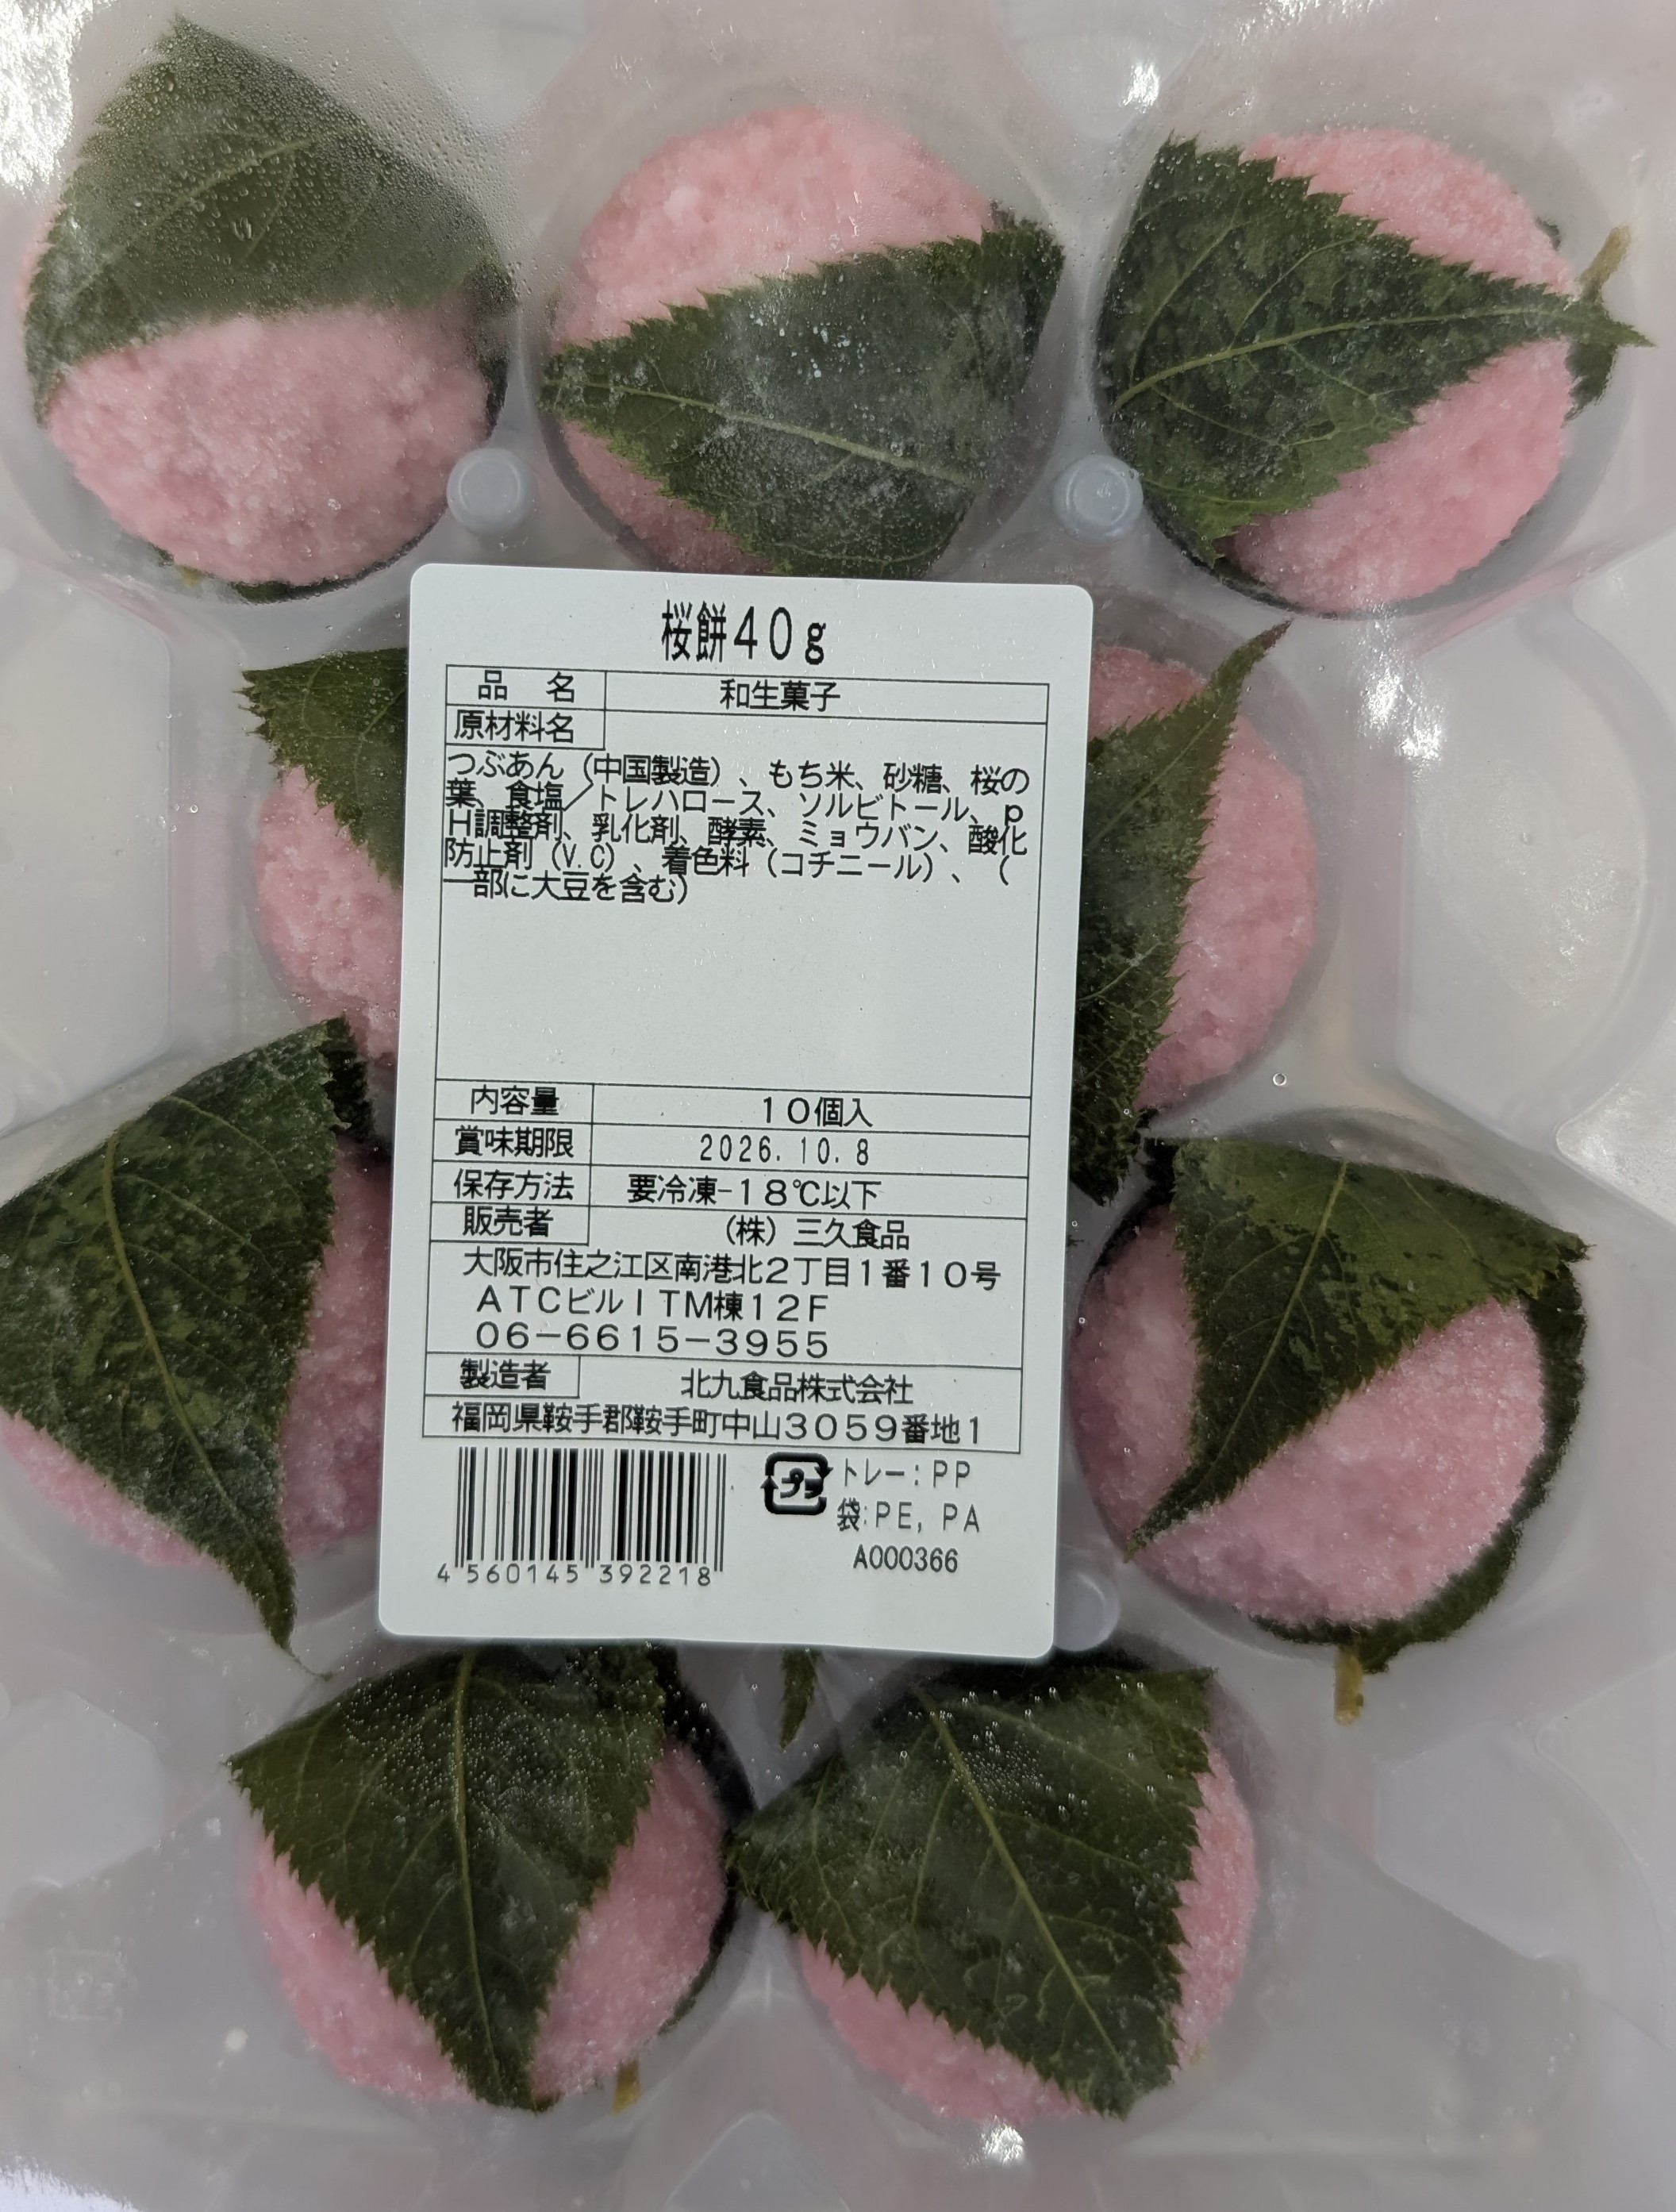 桜餅40g
品 名 和生菓子
原材料名
つぶあん（中国製造）、もち米、砂糖、桜の
葉、食塩／トレハロース、ソルビトール、p
H調整剤、乳化剤、酵素、ミョウバン、酸化
防止剤（V.C）、着色料（コチニール）、（
一部に大豆を含む）
内容量 10個入
賞味期限 2026.10.8
保存方法 要冷凍-18℃以下
販売者 （株）三久食品
大阪市住之江区南港北2丁目1番10号
ATCビルITM棟12F
06-6615-3955
製造者 北九食品株式会社
福岡県鞍手郡鞍手町中山3059番地1
プラ トレー:PP
袋:PE, PA
A000366
4 560145 392218